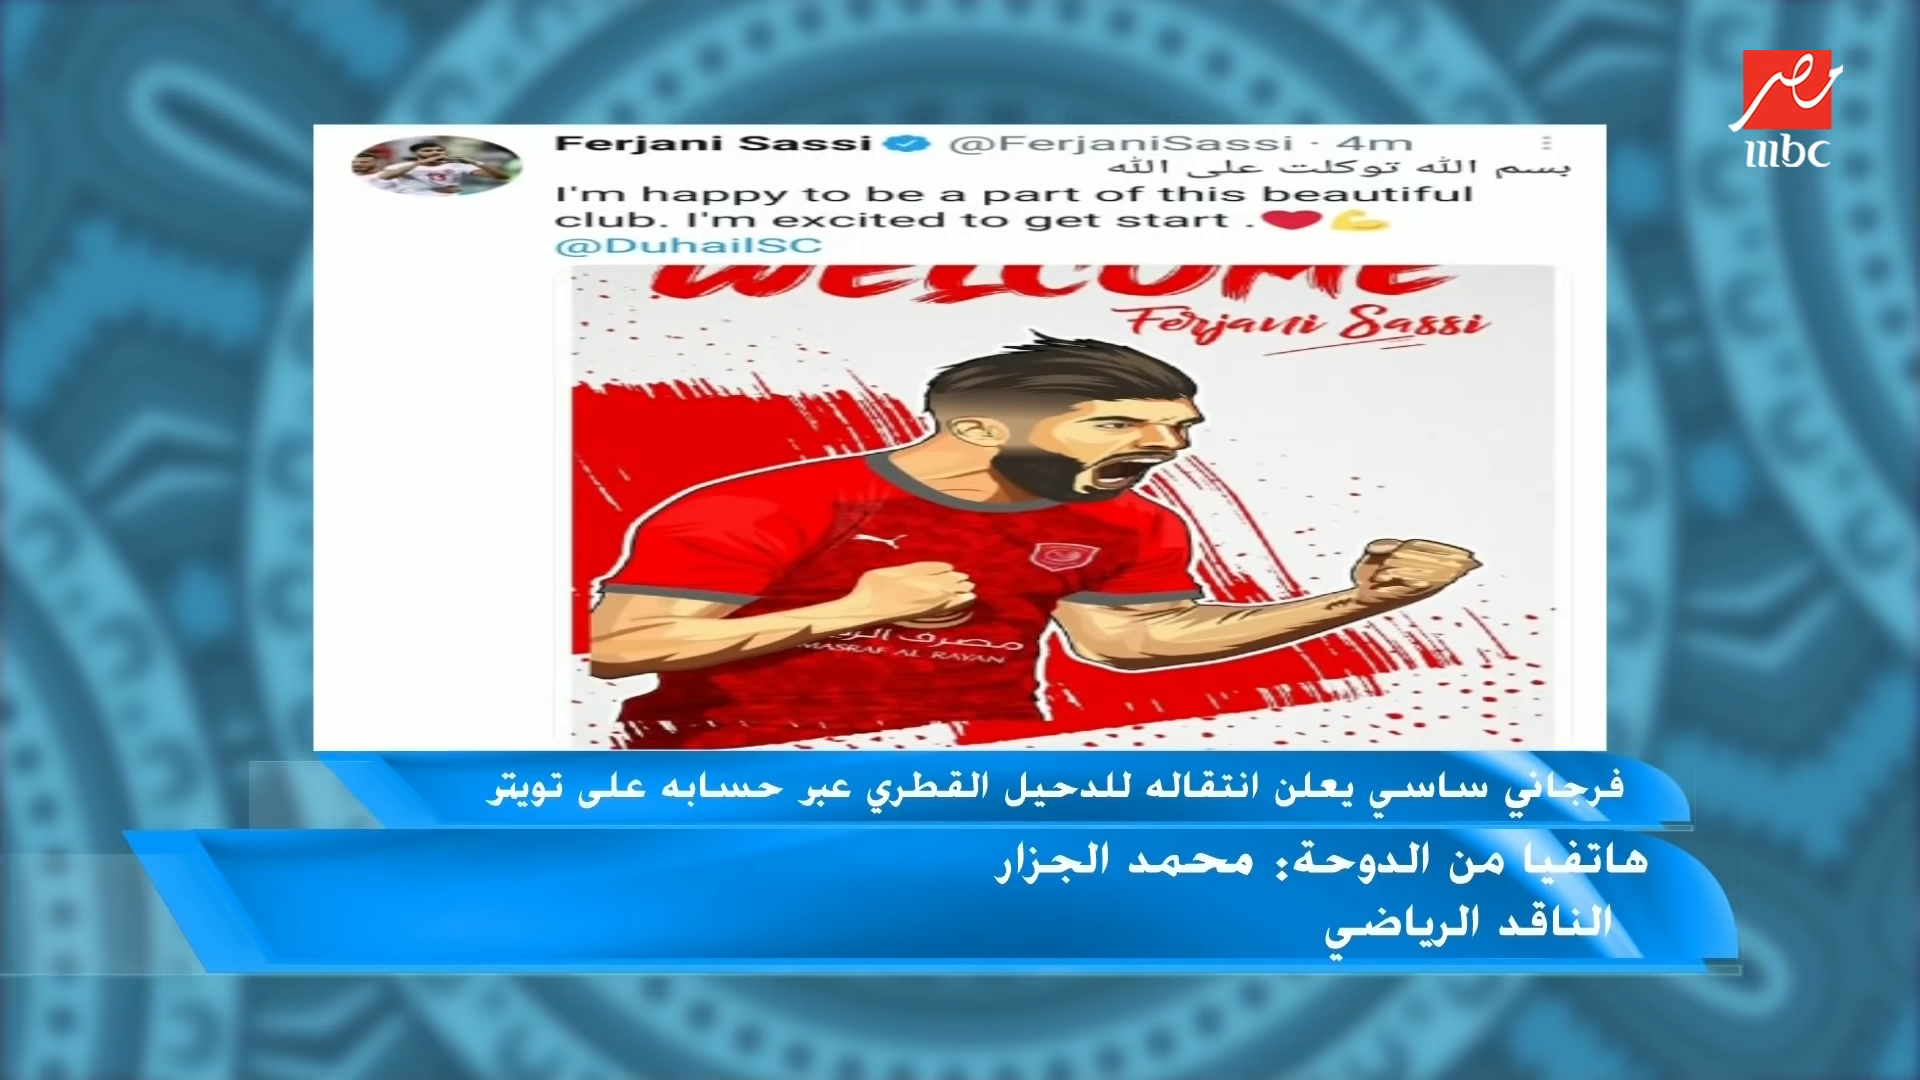 مصر
mbc
Ferjani Sassi @FerjaniSassi · 4m
بسم الله توكلت على الله
I'm happy to be a part of this beautiful
club. I'm excited to get start .❤️💪
@DuhailSC
WELCOME
Ferjani Sassi
مصرف الر
MASRAF AL RAYAN
فرجاني ساسي يعلن انتقاله للدحيل القطري عبر حسابه على تويتر
هاتفيا من الدوحة: محمد الجزار
الناقد الرياضي